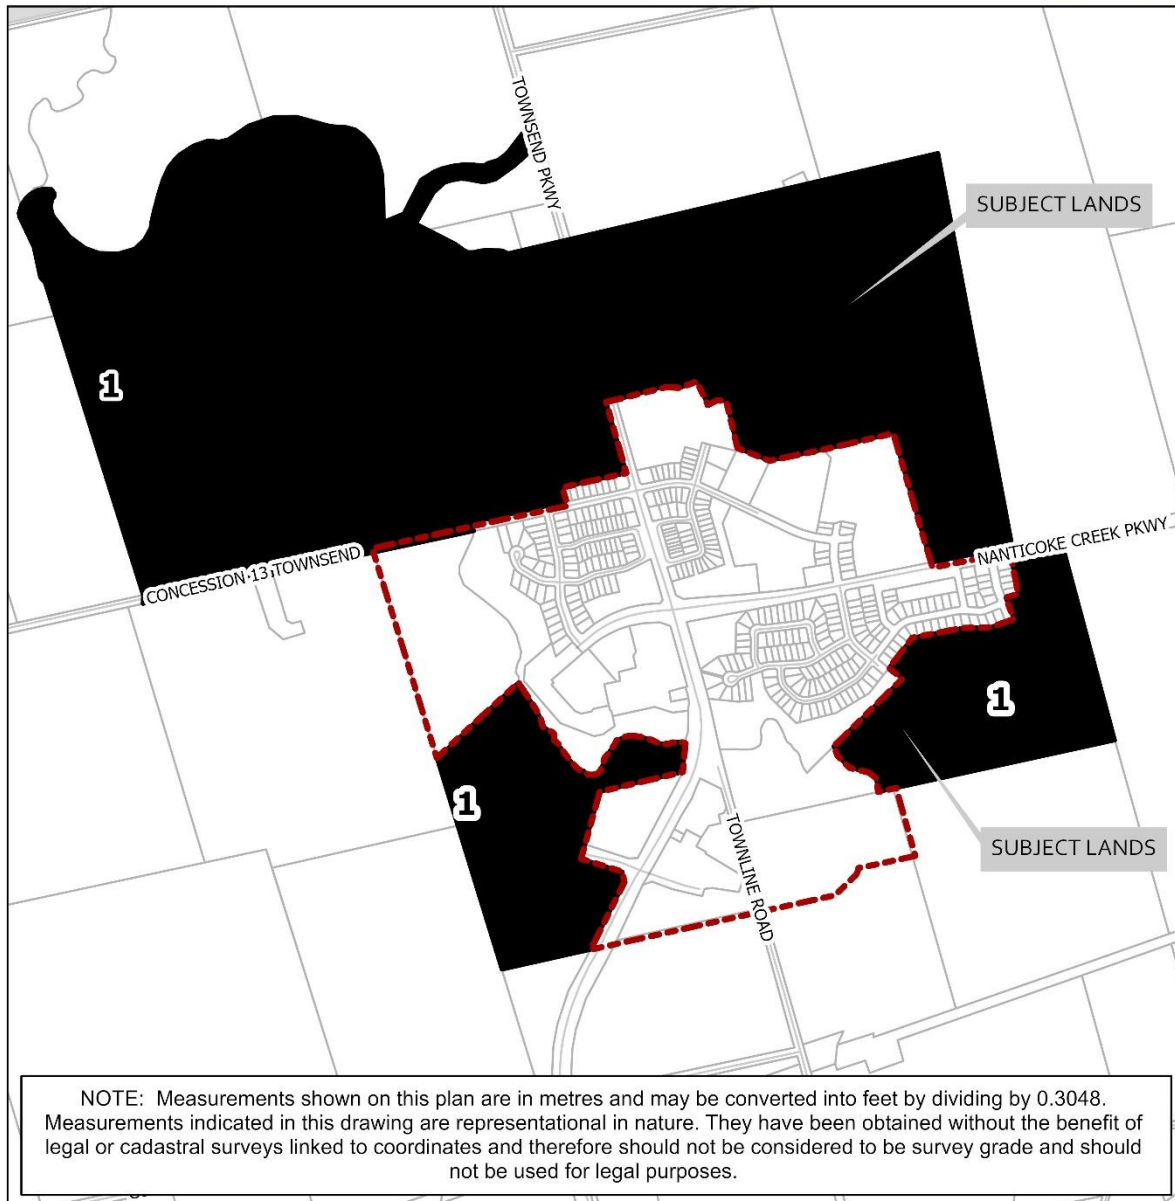 TOWNSEND PKWY
SUBJECT LANDS
1
CONCESSION 13 TOWNSEND
NANTICOKE CREEK PKWY
1
1
TOWNLINE ROAD
SUBJECT LANDS
NOTE: Measurements shown on this plan are in metres and may be converted into feet by dividing by 0.3048.
Measurements indicated in this drawing are representational in nature. They have been obtained without the benefit of
legal or cadastral surveys linked to coordinates and therefore should not be considered to be survey grade and should
not be used for legal purposes.